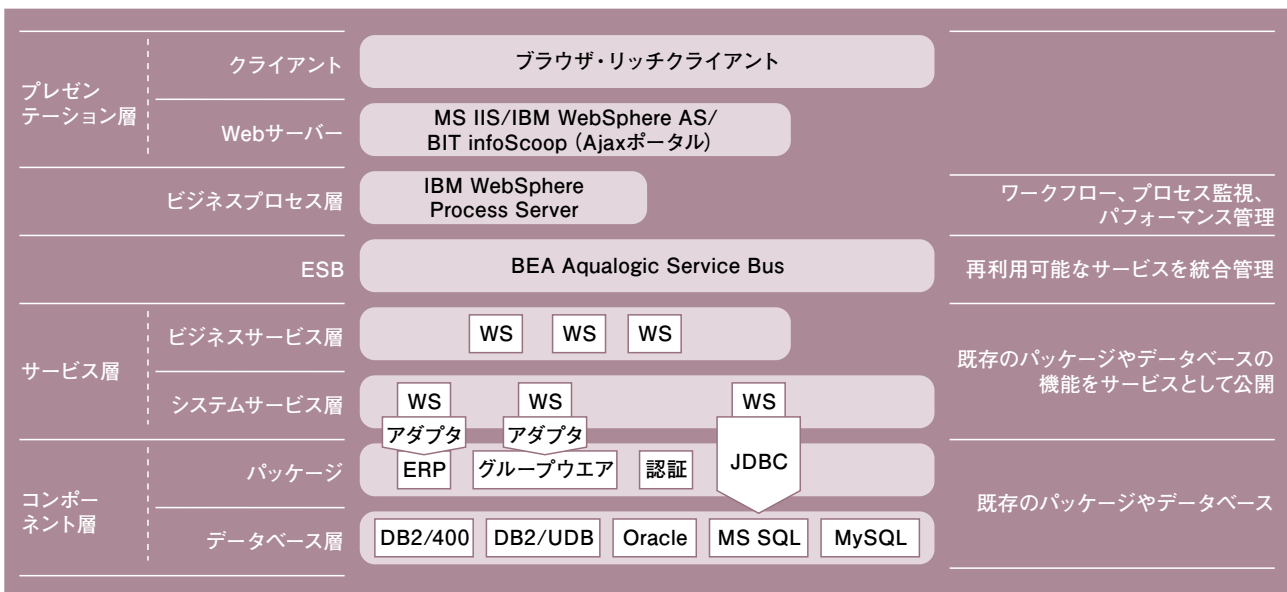 プレゼン
テーション層
クライアント
ブラウザ・リッチクライアント
Webサーバー
MS IIS/IBM WebSphere AS/
BIT infoScoop（Ajaxポータル）
ビジネスプロセス層
IBM WebSphere
Process Server
ワークフロー、プロセス監視、
パフォーマンス管理
ESB
BEA Aqualogic Service Bus
再利用可能なサービスを統合管理
サービス層
ビジネスサービス層
WS WS WS
システムサービス層
WS WS WS
アダプタ アダプタ
既存のパッケージやデータベースの
機能をサービスとして公開
コンポー
ネント層
パッケージ
ERP グループウエア 認証 JDBC
データベース層
DB2/400 DB2/UDB Oracle MS SQL MySQL
既存のパッケージやデータベース